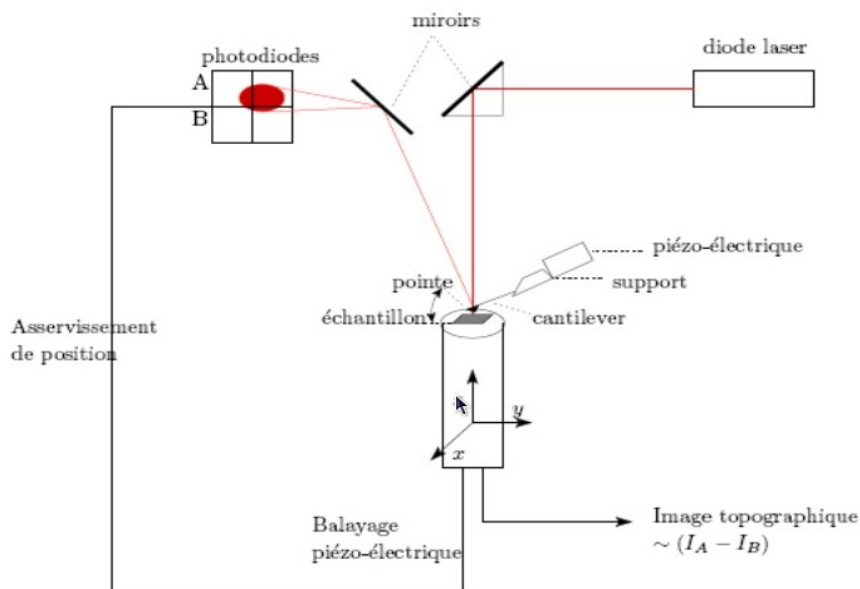 miroirs
photodiodes
diode laser
A
B
piézo-électrique
pointe
support
échantillon
cantilever
Asservissement
de position
y
x
Balayage
piézo-électrique
Image topographique
∼ (I_A − I_B)